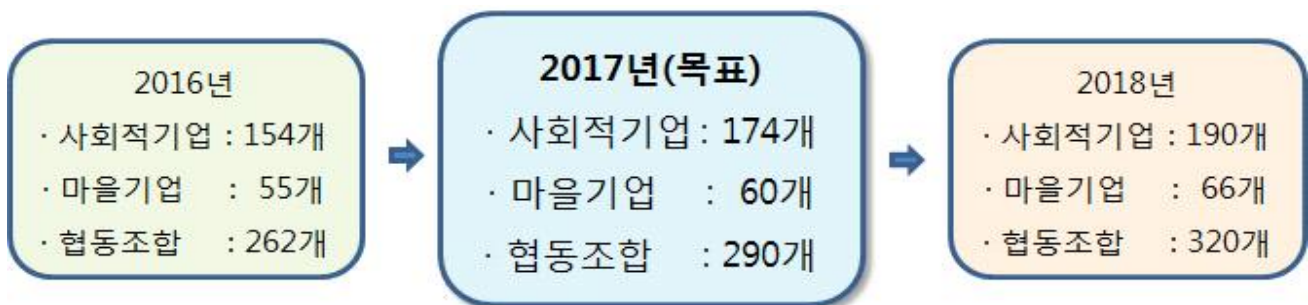 2016년
· 사회적기업 : 154개
· 마을기업 : 55개
· 협동조합 : 262개
2017년(목표)
· 사회적기업 : 174개
· 마을기업 : 60개
· 협동조합 : 290개
2018년
· 사회적기업 : 190개
· 마을기업 : 66개
· 협동조합 : 320개